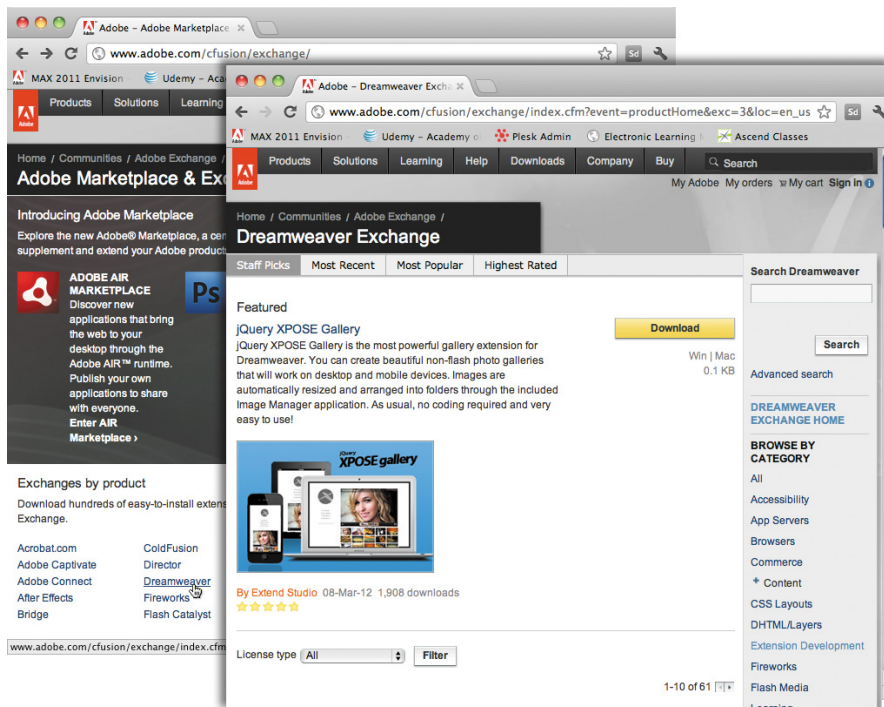 Adobe – Adobe Marketplace
www.adobe.com/cfusion/exchange/
Sd
MAX 2011 Envision
Udemy – Aca
Adobe
Products Solutions Learning
Home / Communities / Adobe Exchange /
Adobe Marketplace & Ex
Introducing Adobe Marketplace
Explore the new Adobe® Marketplace, a cen
supplement and extend your Adobe product
ADOBE AIR
MARKETPLACE
Discover new
applications that bring
the web to your
desktop through the
Adobe AIR™ runtime.
Publish your own
applications to share
with everyone.
Enter AIR
Marketplace ›
Ps
Exchanges by product
Download hundreds of easy-to-install extens
Exchange.
Acrobat.com ColdFusion
Adobe Captivate Director
Adobe Connect Dreamweaver
After Effects Fireworks
Bridge Flash Catalyst
www.adobe.com/cfusion/exchange/index.cfm
Adobe – Dreamweaver Excha
www.adobe.com/cfusion/exchange/index.cfm?event=productHome&exc=3&loc=en_us
Sd
MAX 2011 Envision Udemy – Academy o Plesk Admin Electronic Learning Ascend Classes
Adobe
Products Solutions Learning Help Downloads Company Buy Search
My Adobe My orders My cart Sign in
Home / Communities / Adobe Exchange /
Dreamweaver Exchange
Staff Picks Most Recent Most Popular Highest Rated
Featured
jQuery XPOSE Gallery
jQuery XPOSE Gallery is the most powerful gallery extension for
Dreamweaver. You can create beautiful non-flash photo galleries
that will work on desktop and mobile devices. Images are
automatically resized and arranged into folders through the included
Image Manager application. As usual, no coding required and very
easy to use!
Download
Win | Mac
0.1 KB
jQuery
XPOSE gallery
By Extend Studio 08-Mar-12 1,908 downloads
License type All Filter
1-10 of 61
Search Dreamweaver
Search
Advanced search
DREAMWEAVER
EXCHANGE HOME
BROWSE BY
CATEGORY
All
Accessibility
App Servers
Browsers
Commerce
+ Content
CSS Layouts
DHTML/Layers
Extension Development
Fireworks
Flash Media